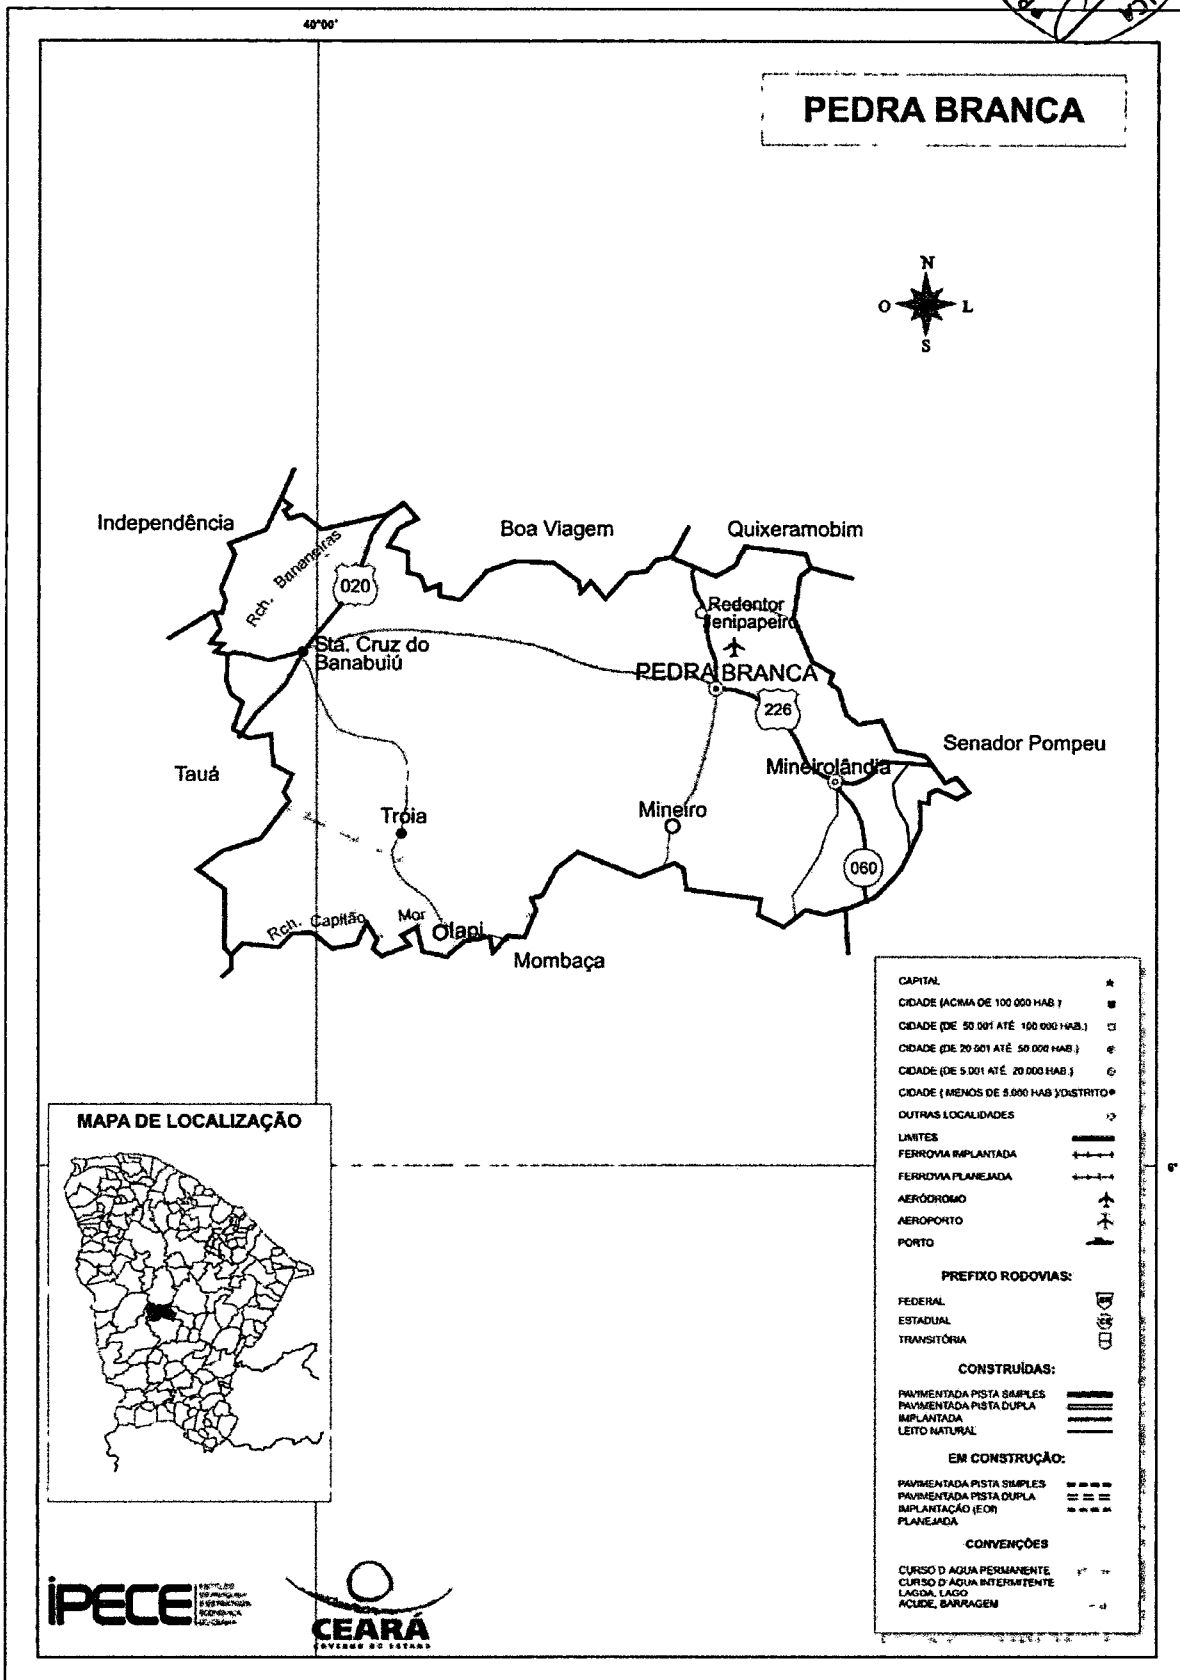 40°00'
PEDRA BRANCA
N
O
L
S
Independência
Boa Viagem
Quixeramobim
Rch. Bananeiras
020
Redentor
Jenipapeiro
Sta. Cruz do
Banabuiú
PEDRA BRANCA
226
Senador Pompeu
Tauá
Mineirolândia
Tróia
Mineiro
060
Rch. Capitão Mor
Iapi
Mombaça
CAPITAL
CIDADE (ACIMA DE 100 000 HAB )
CIDADE (DE 50.001 ATÉ 100 000 HAB.)
CIDADE (DE 20 001 ATÉ 50 000 HAB.)
CIDADE (DE 5.001 ATÉ 20.000 HAB.)
CIDADE ( MENOS DE 5.000 HAB )/DISTRITO
OUTRAS LOCALIDADES
LIMITES
FERROVIA IMPLANTADA
FERROVIA PLANEJADA
AERÓDROMO
AEROPORTO
PORTO
PREFIXO RODOVIAS:
FEDERAL
ESTADUAL
TRANSITÓRIA
CONSTRUÍDAS:
PAVIMENTADA PISTA SIMPLES
PAVIMENTADA PISTA DUPLA
IMPLANTADA
LEITO NATURAL
EM CONSTRUÇÃO:
PAVIMENTADA PISTA SIMPLES
PAVIMENTADA PISTA DUPLA
IMPLANTAÇÃO (EOI)
PLANEJADA
CONVENÇÕES
CURSO D AGUA PERMANENTE
CURSO D´ÁGUA INTERMITENTE
LAGOA, LAGO
ACUDE, BARRAGEM
MAPA DE LOCALIZAÇÃO
6°
IPECE
CEARÁ
GOVERNO DO ESTADO